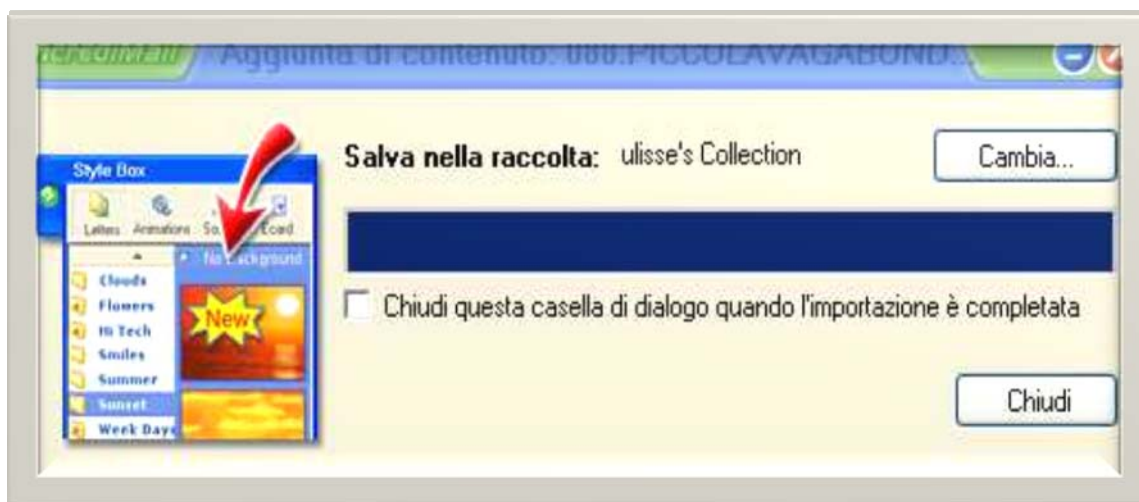 Aggiunta di contenuto: 088.PICCOLAVAGABOND...
Salva nella raccolta: ulisse's Collection
Cambia...
Style Box
Letters Animations Ecard
No Background
Clouds
Flowers
Hi Tech
Smiles
Summer
Sunset
Week Days
New
Chiudi questa casella di dialogo quando l'importazione è completata
Chiudi